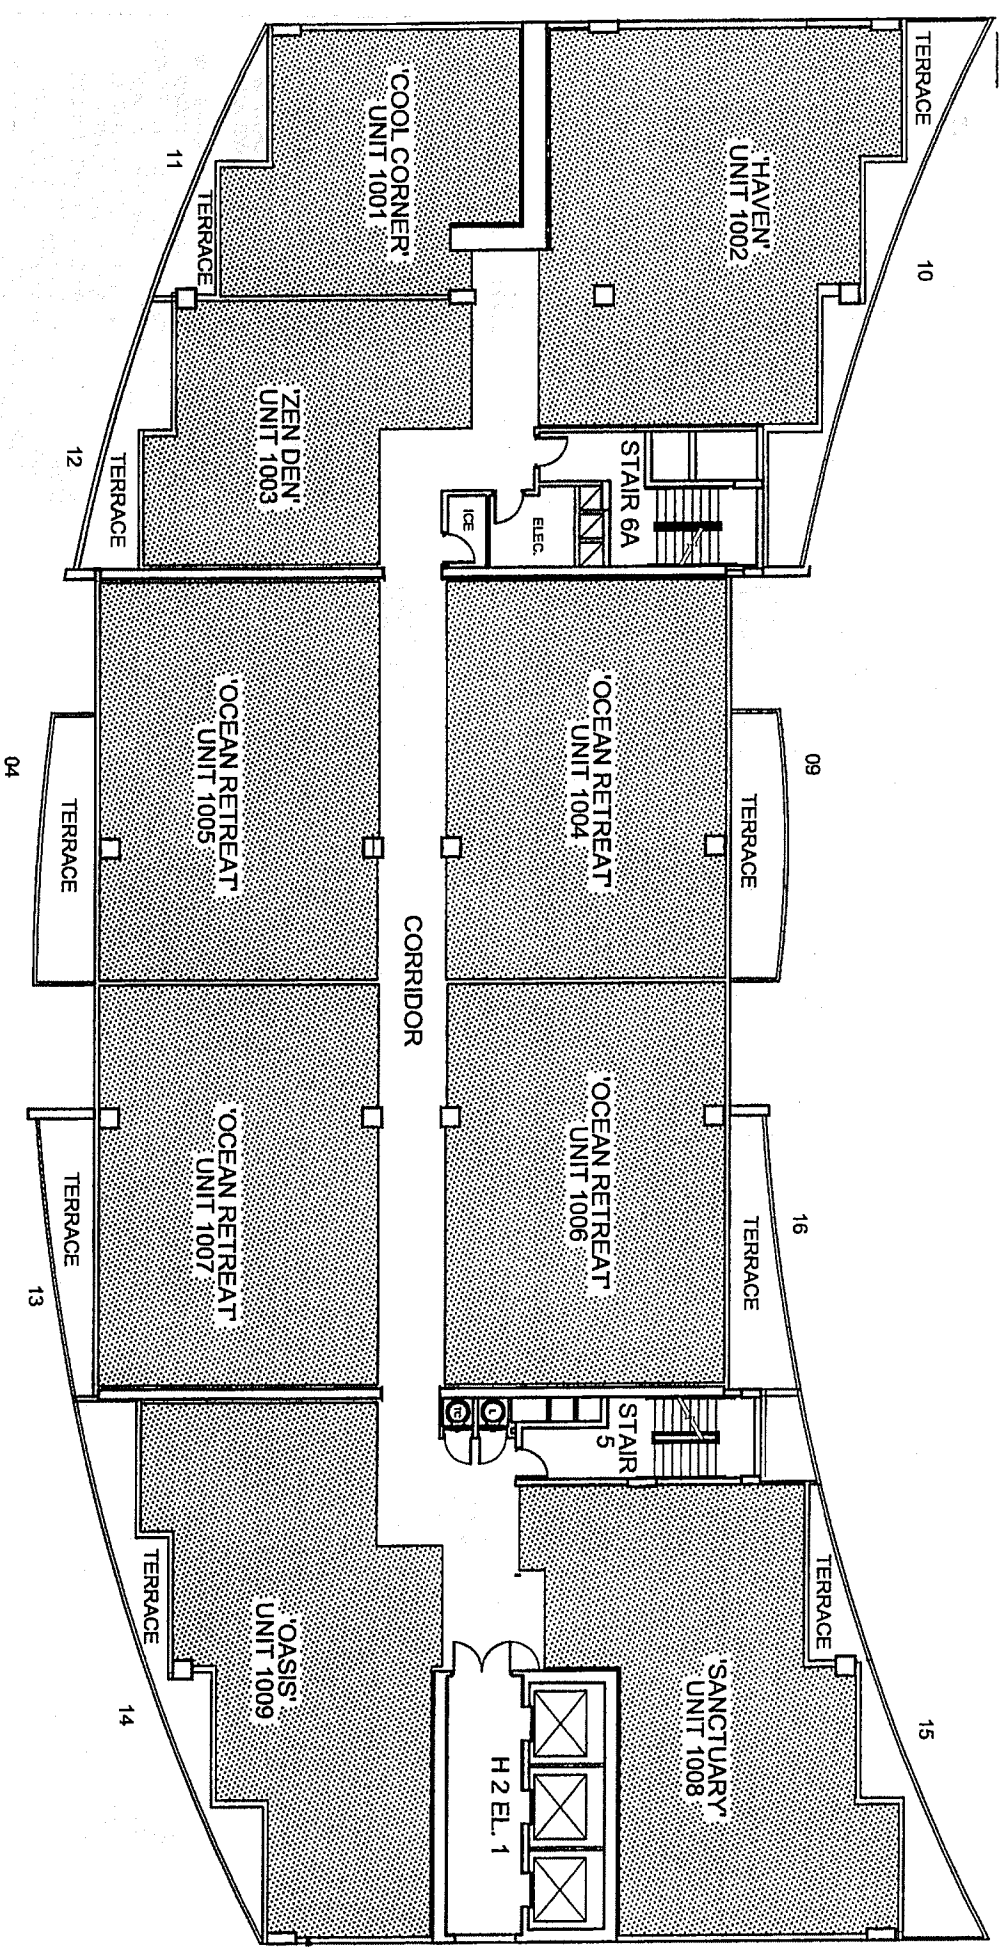 TERRACE
10
'HAVEN'
UNIT 1002
'COOL CORNER'
UNIT 1001
TERRACE
11
'ZEN DEN'
UNIT 1003
TERRACE
12
STAIR 6A
ELEC.
ICE
09
TERRACE
'OCEAN RETREAT'
UNIT 1004
'OCEAN RETREAT'
UNIT 1005
TERRACE
04
CORRIDOR
16
TERRACE
'OCEAN RETREAT'
UNIT 1006
'OCEAN RETREAT'
UNIT 1007
TERRACE
13
STAIR
5
L
TC
15
TERRACE
'SANCTUARY'
UNIT 1008
H 2 EL. 1
'OASIS'
UNIT 1009
TERRACE
14